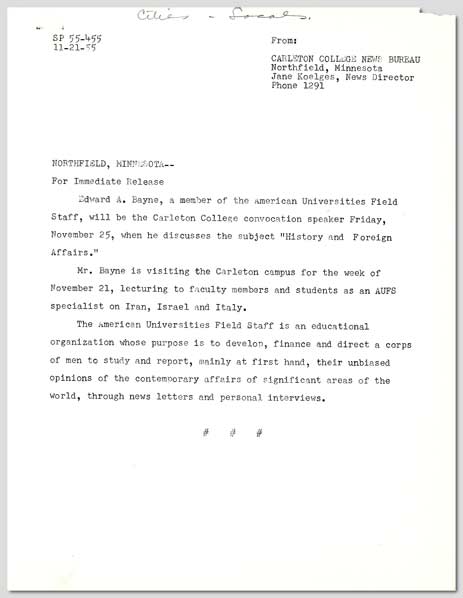 Cities - Locals.
SP 55-455
11-21-55
From:
CARLETON COLLEGE NEWS BUREAU
Northfield, Minnesota
Jane Koelges, News Director
Phone 1291
NORTHFIELD, MINNESOTA--
For Immediate Release
Edward A. Bayne, a member of the American Universities Field
Staff, will be the Carleton College convocation speaker Friday,
November 25, when he discusses the subject "History and Foreign
Affairs."
Mr. Bayne is visiting the Carleton campus for the week of
November 21, lecturing to faculty members and students as an AUFS
specialist on Iran, Israel and Italy.
The American Universities Field Staff is an educational
organization whose purpose is to develop, finance and direct a corps
of men to study and report, mainly at first hand, their unbiased
opinions of the contemporary affairs of significant areas of the
world, through news letters and personal interviews.
# # #